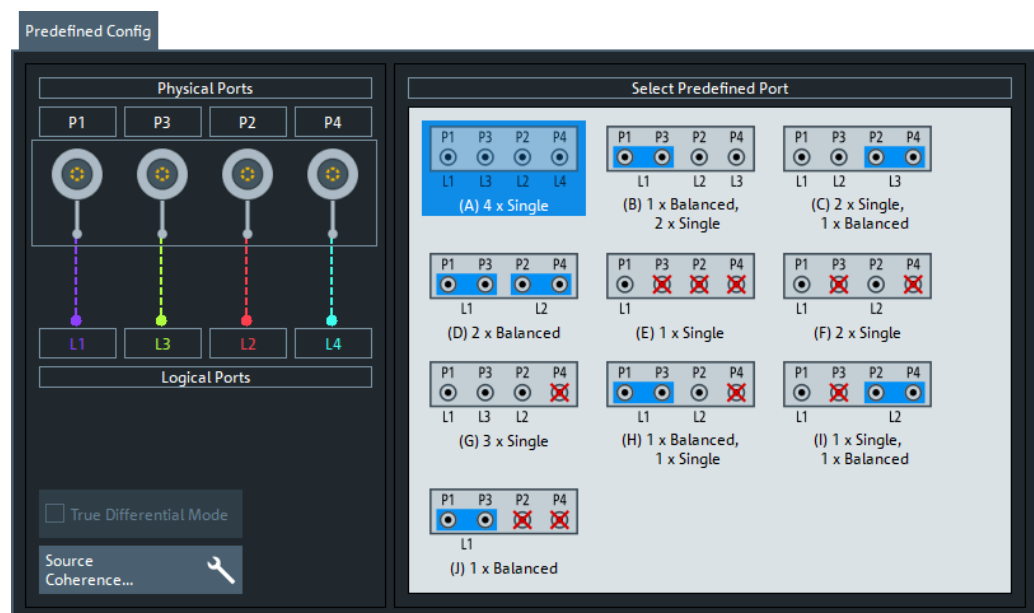 Predefined Config
Physical Ports
P1 P3 P2 P4
L1 L3 L2 L4
Logical Ports
True Differential Mode
Source
Coherence...
Select Predefined Port
P1 P3 P2 P4
L1 L3 L2 L4
(A) 4 x Single
P1 P3 P2 P4
L1 L2 L3
(B) 1 x Balanced,
2 x Single
P1 P3 P2 P4
L1 L2 L3
(C) 2 x Single,
1 x Balanced
P1 P3 P2 P4
L1 L2
(D) 2 x Balanced
P1 P3 P2 P4
L1
(E) 1 x Single
P1 P3 P2 P4
L1 L2
(F) 2 x Single
P1 P3 P2 P4
L1 L3 L2
(G) 3 x Single
P1 P3 P2 P4
L1 L2
(H) 1 x Balanced,
1 x Single
P1 P3 P2 P4
L1 L2
(I) 1 x Single,
1 x Balanced
P1 P3 P2 P4
L1
(J) 1 x Balanced